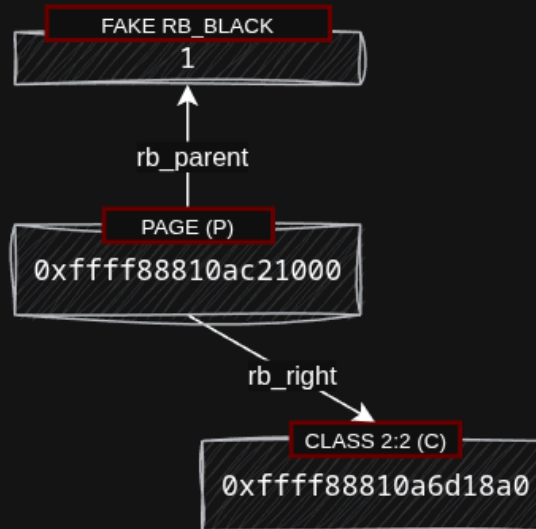 FAKE RB_BLACK
1
rb_parent
PAGE (P)
0xffff88810ac21000
rb_right
CLASS 2:2 (C)
0xffff88810a6d18a0